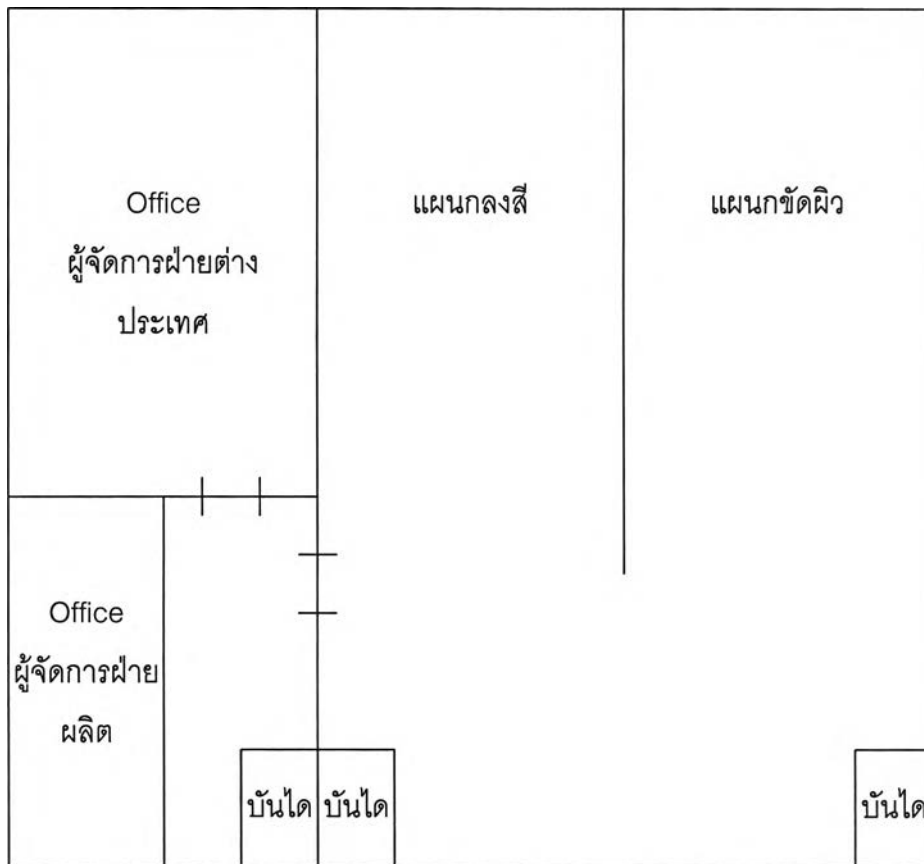 Office
ผู้จัดการฝ่ายต่าง
ประเทศ
แผนกลงสี
แผนกขัดผิว
Office
ผู้จัดการฝ่าย
ผลิต
บันได
บันได
บันได